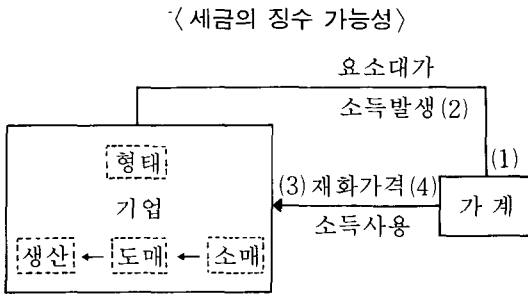 〈세금의 징수 가능성〉
요소대가
소득발생(2)
(1)
형태
(3) 재화가격(4)
가계
기업
소득사용
생산 ← 도매 ← 소매